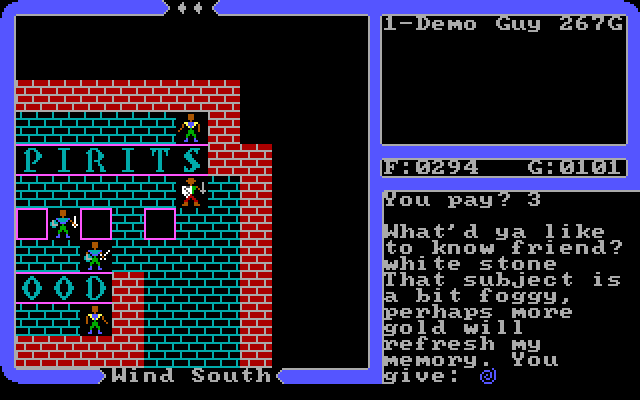 1-Demo Guy 267G
PIRITS
F:0294 G:0101
You pay? 3
What'd ya like
to know friend?
white stone
That subject is
a bit foggy,
perhaps more
gold will
refresh my
memory. You
give:
OOD
Wind South